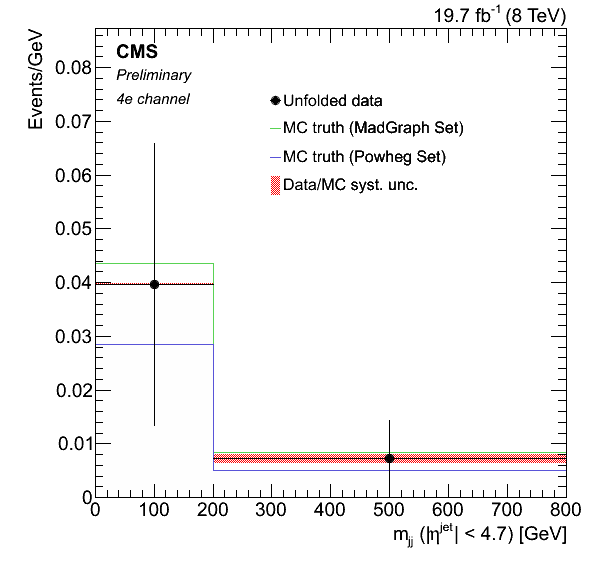 19.7 fb⁻¹ (8 TeV)
Events/GeV
CMS
Preliminary
4e channel
Unfolded data
MC truth (MadGraph Set)
MC truth (Powheg Set)
Data/MC syst. unc.
0.08
0.07
0.06
0.05
0.04
0.03
0.02
0.01
0
0 100 200 300 400 500 600 700 800
m_jj (|η^jet| < 4.7) [GeV]